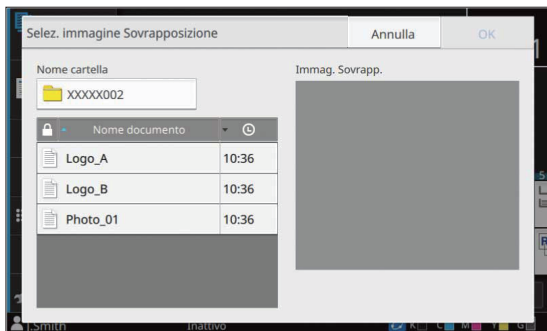 Selez. immagine Sovrapposizione
Annulla
OK
Nome cartella
XXXXX002
Immag. Sovrapp.
Nome documento
Logo_A
10:36
Logo_B
10:36
Photo_01
10:36
J.Smith
Inattivo
K
C
M
Y
G